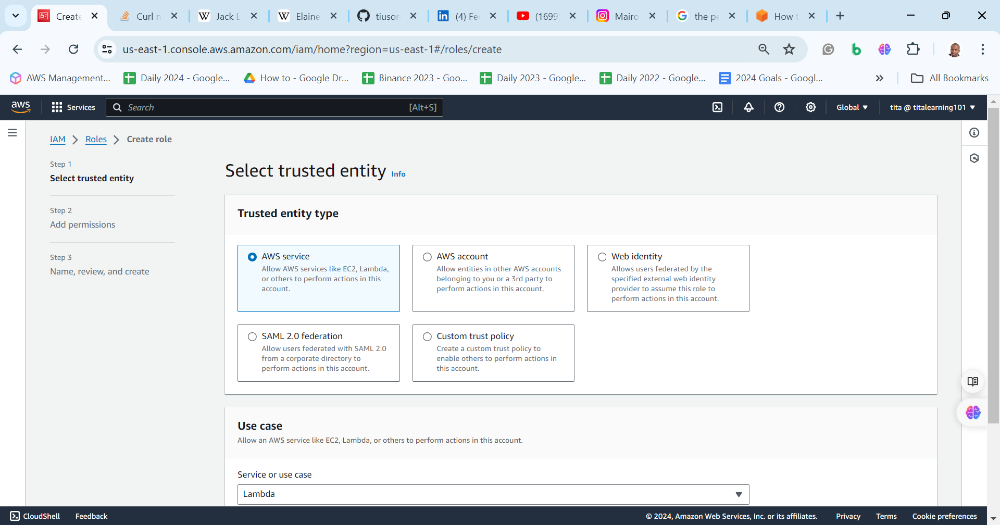 Create
Curl n
Jack L
Elaine
tiusor
(4) Fe
(1699)
Mairo
the pe
How t
us-east-1.console.aws.amazon.com/iam/home?region=us-east-1#/roles/create
AWS Management...
Daily 2024 - Google...
How to - Google Dr...
Binance 2023 - Goo...
Daily 2023 - Google...
Daily 2022 - Google...
2024 Goals - Googl...
All Bookmarks
aws
Services
Search
[Alt+S]
Global
tita @ titalearning101
IAM
Roles
Create role
Step 1
Select trusted entity
Step 2
Add permissions
Step 3
Name, review, and create
Select trusted entity Info
Trusted entity type
AWS service
Allow AWS services like EC2, Lambda,
or others to perform actions in this
account.
AWS account
Allow entities in other AWS accounts
belonging to you or a 3rd party to
perform actions in this account.
Web identity
Allows users federated by the
specified external web identity
provider to assume this role to
perform actions in this account.
SAML 2.0 federation
Allow users federated with SAML 2.0
from a corporate directory to
perform actions in this account.
Custom trust policy
Create a custom trust policy to
enable others to perform actions in
this account.
Use case
Allow an AWS service like EC2, Lambda, or others to perform actions in this account.
Service or use case
Lambda
CloudShell
Feedback
© 2024, Amazon Web Services, Inc. or its affiliates.
Privacy
Terms
Cookie preferences